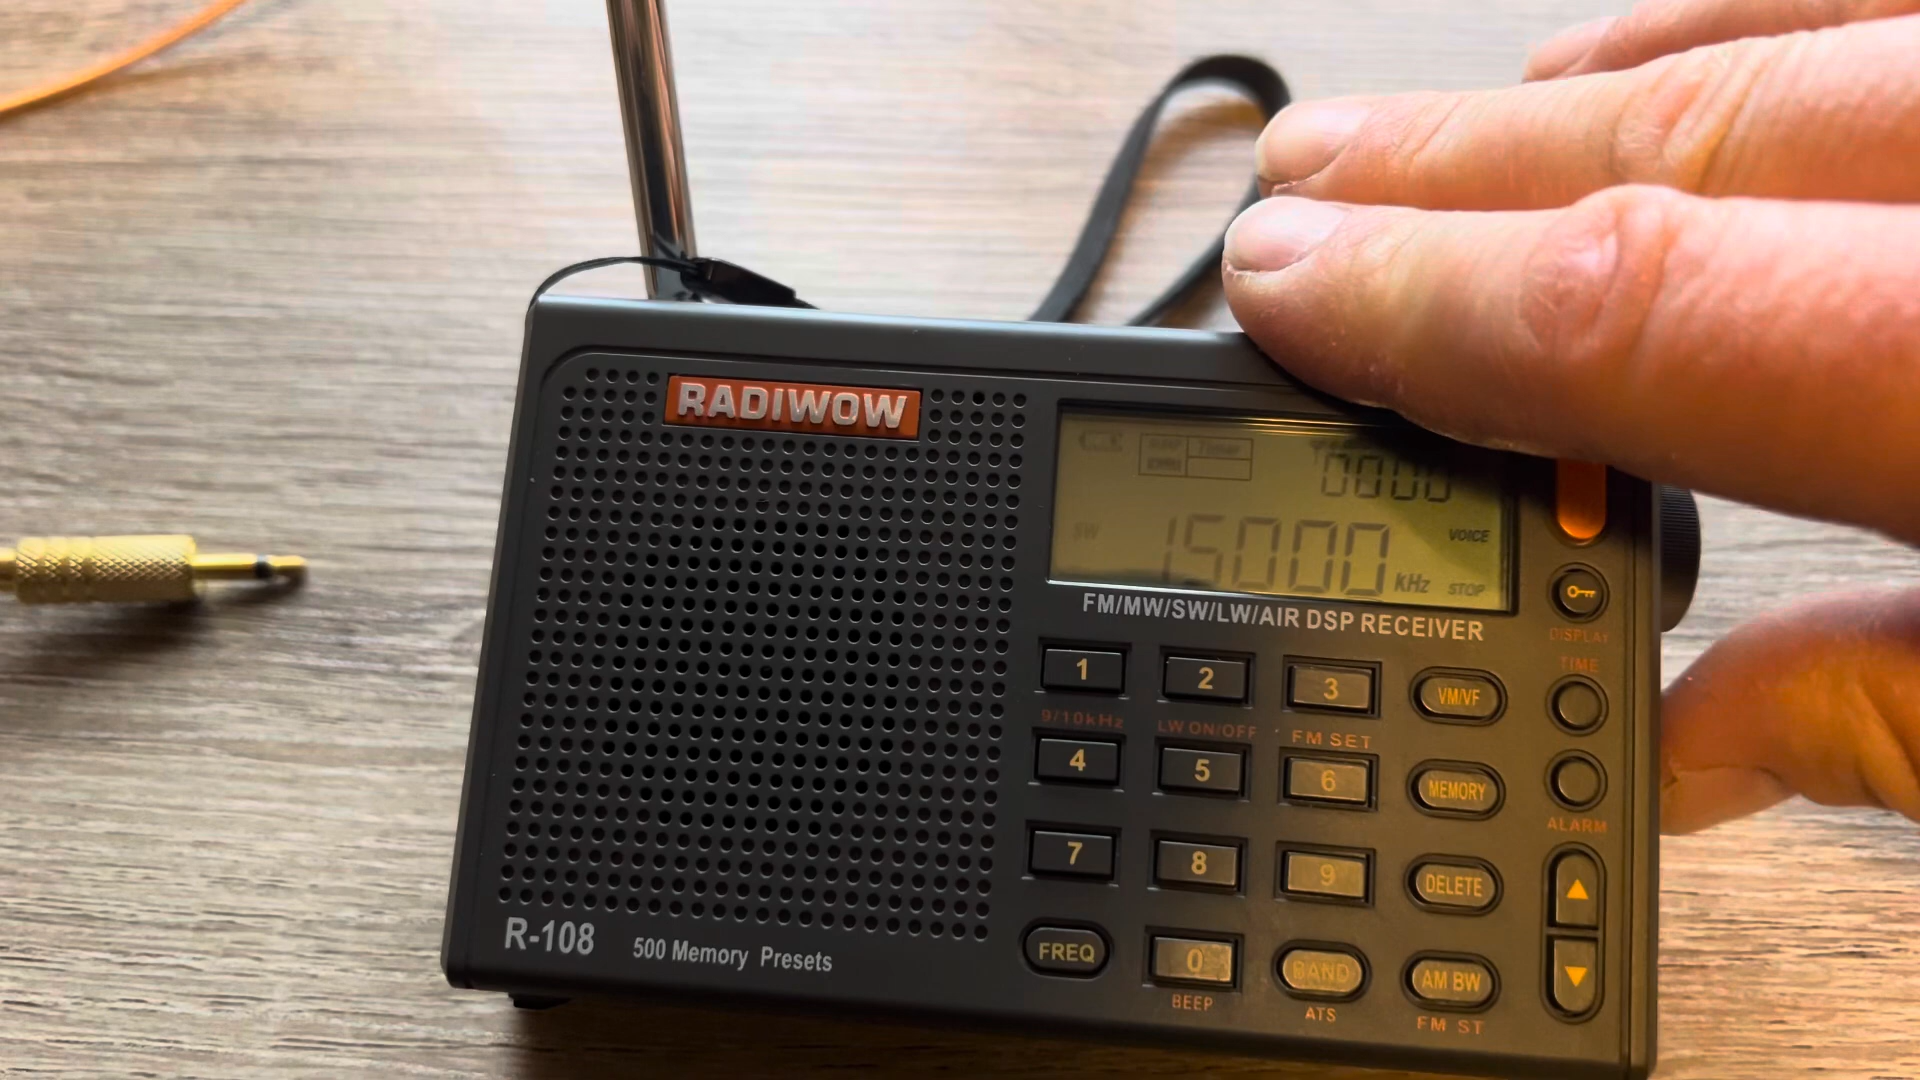 RADIWOW
0000
SW
15000 kHz
VOICE
STOP
FM/MW/SW/LW/AIR DSP RECEIVER
DISPLAY
TIME
1 2 3 VM/VF
9/10kHz LW ON/OFF FM SET
4 5 6 MEMORY
ALARM
7 8 9 DELETE
FREQ 0 BAND AM BW
BEEP ATS FM ST
R-108 500 Memory Presets